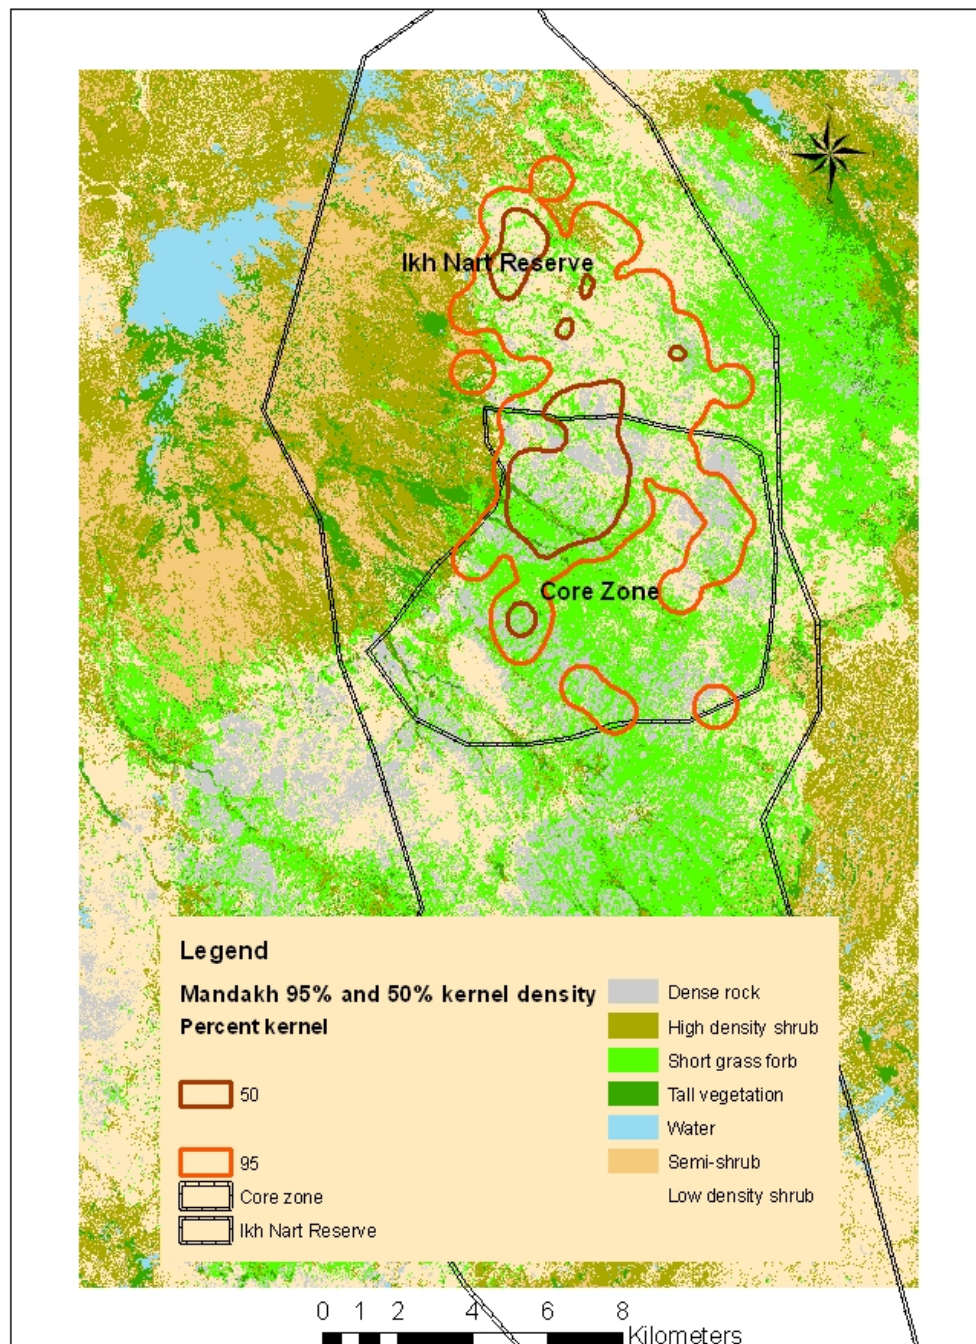 Ikh Nart Reserve
Core Zone
Legend
Mandakh 95% and 50% kernel density
Percent kernel
50
95
Core zone
Ikh Nart Reserve
Dense rock
High density shrub
Short grass forb
Tall vegetation
Water
Semi-shrub
Low density shrub
0 1 2 4 6 8
Kilometers